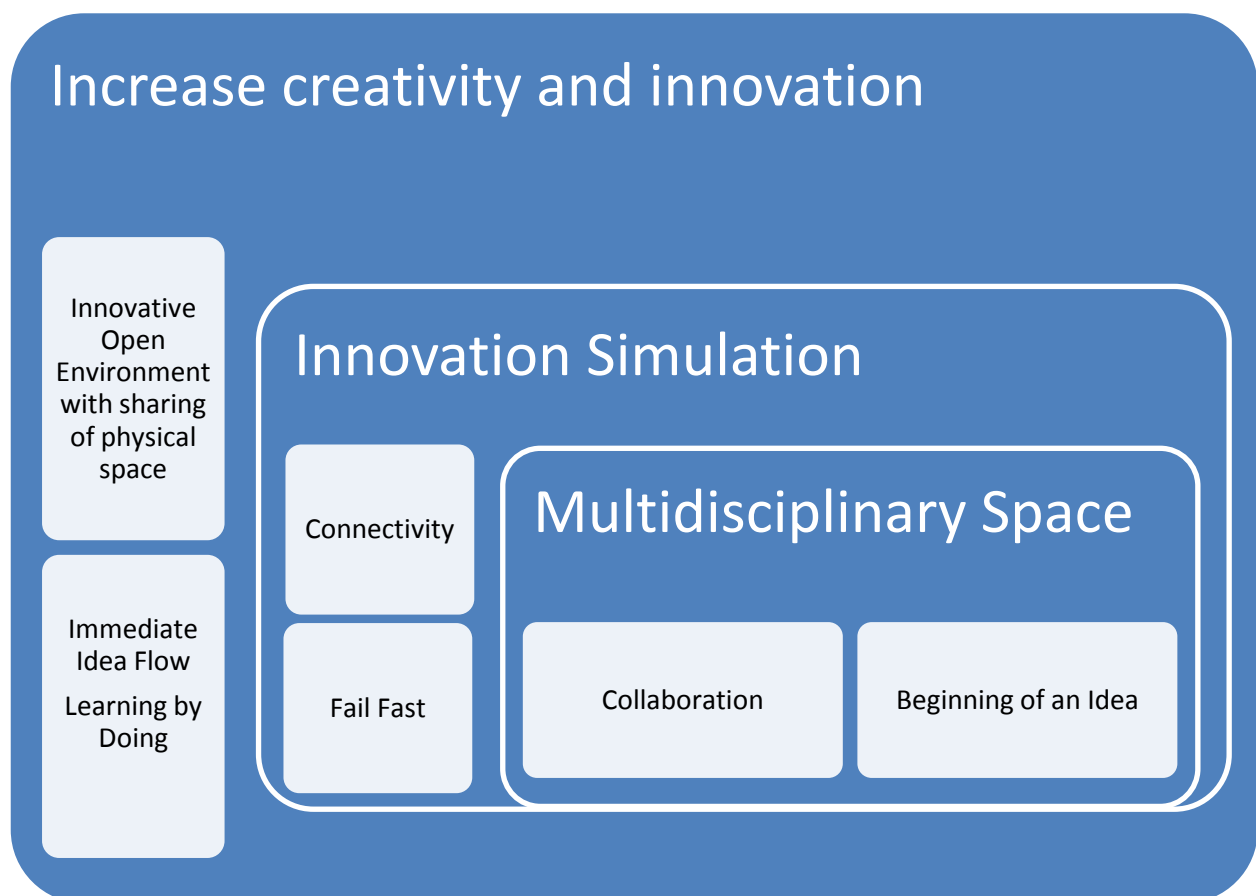 Increase creativity and innovation
Innovative
Open
Environment
with sharing
of physical
space
Immediate
Idea Flow
Learning by
Doing
Innovation Simulation
Connectivity
Fail Fast
Multidisciplinary Space
Collaboration
Beginning of an Idea